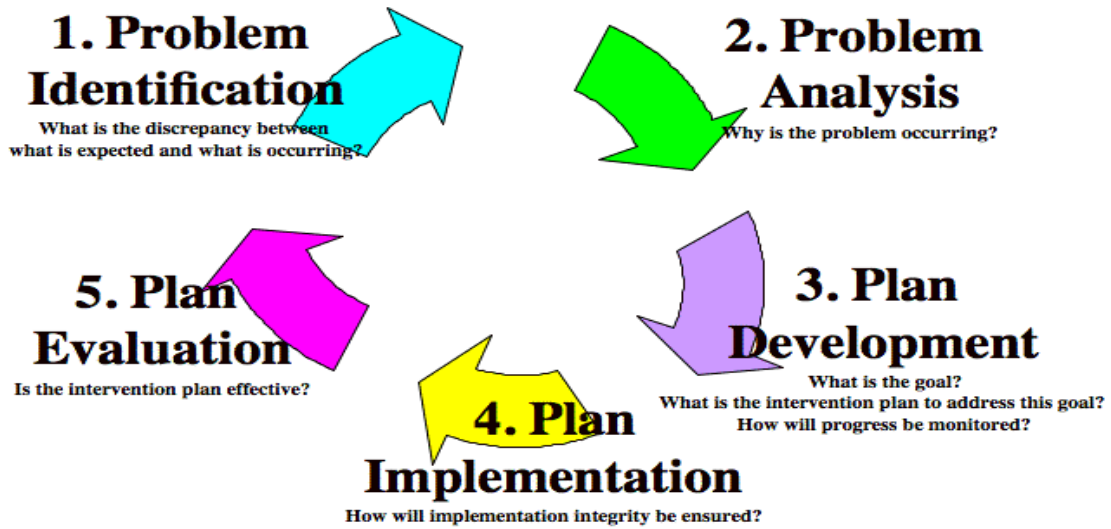 1. Problem
Identification
What is the discrepancy between
what is expected and what is occurring?
2. Problem
Analysis
Why is the problem occurring?
3. Plan
Development
What is the goal?
What is the intervention plan to address this goal?
How will progress be monitored?
4. Plan
Implementation
How will implementation integrity be ensured?
5. Plan
Evaluation
Is the intervention plan effective?